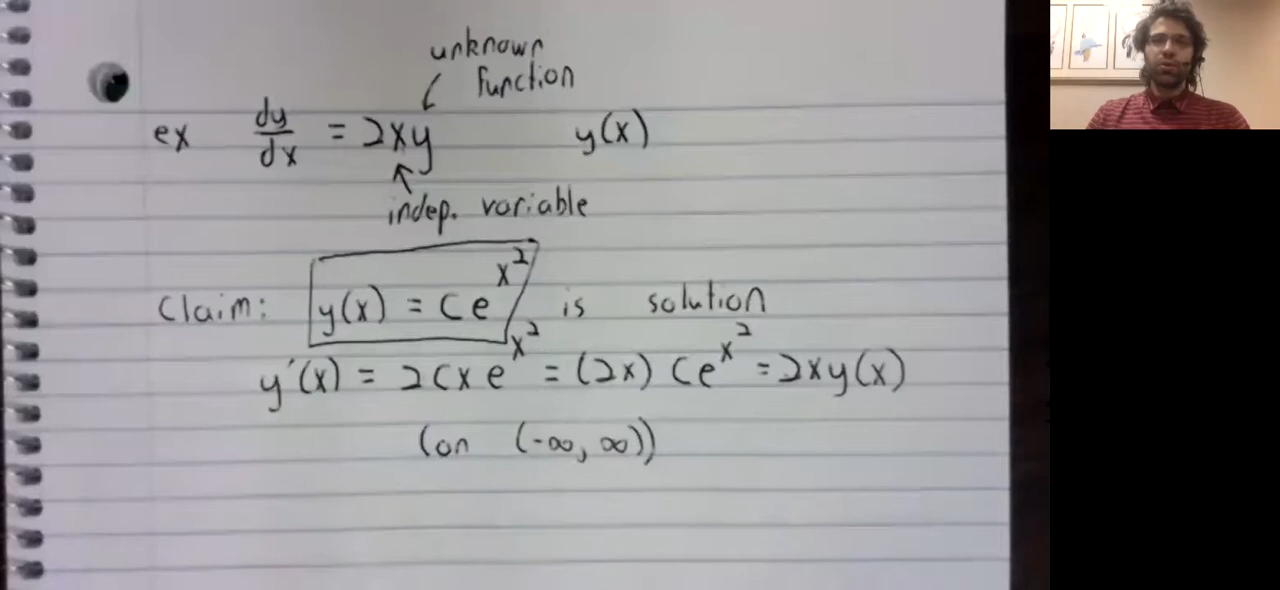 unknown
function
ex dy/dx = 2xy y(x)
indep. variable
Claim: y(x) = Ce^x^2 is solution
y'(x) = 2Cxe^x^2 = (2x) Ce^x^2 = 2xy(x)
(on (-∞, ∞))